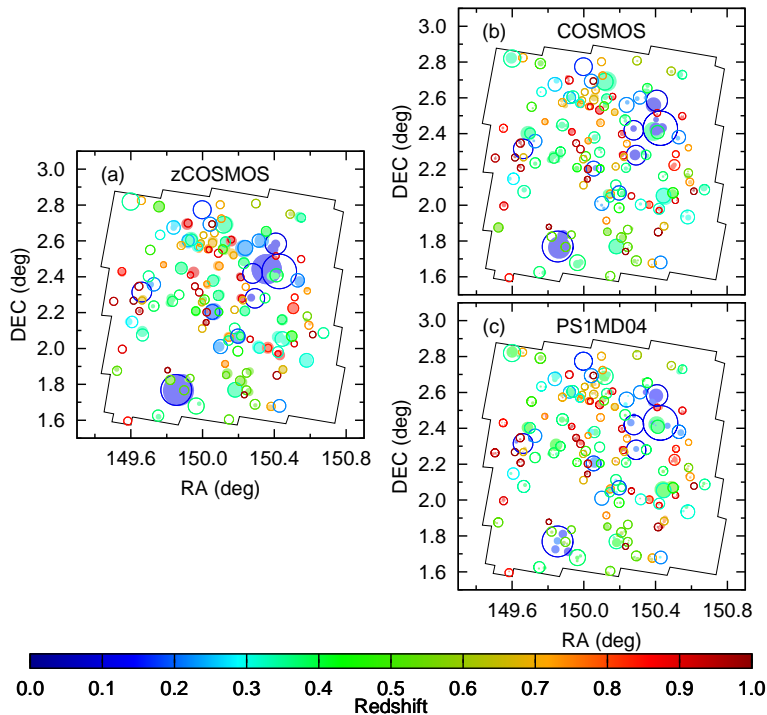 (a) zCOSMOS
3.0
2.8
2.6
2.4
2.2
2.0
1.8
1.6
DEC (deg)
149.6 150.0 150.4 150.8
RA (deg)
(b) COSMOS
3.0
2.8
2.6
2.4
2.2
2.0
1.8
1.6
DEC (deg)
(c) PS1MD04
3.0
2.8
2.6
2.4
2.2
2.0
1.8
1.6
DEC (deg)
149.6 150.0 150.4 150.8
RA (deg)
0.0 0.1 0.2 0.3 0.4 0.5 0.6 0.7 0.8 0.9 1.0
Redshift